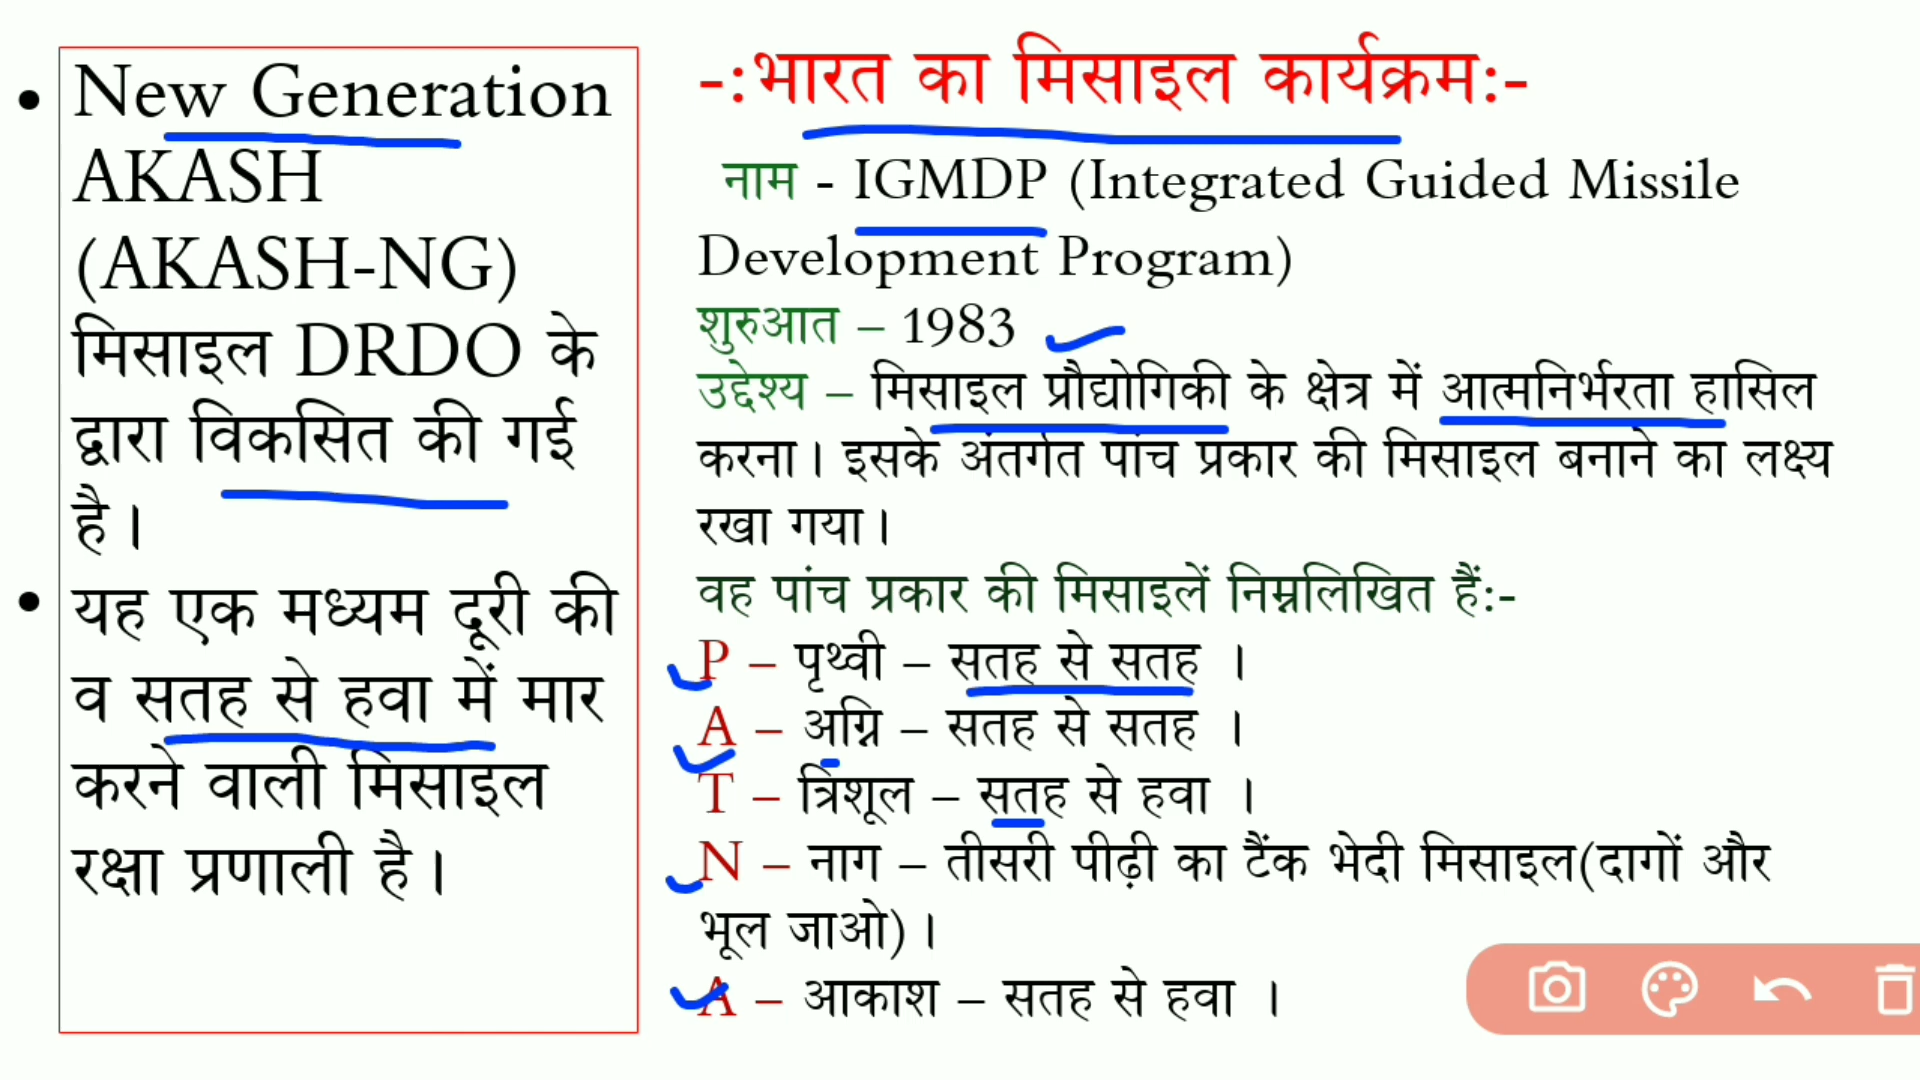 • New Generation
AKASH
(AKASH-NG)
मिसाइल DRDO के
द्वारा विकसित की गई
है।
• यह एक मध्यम दूरी की
व सतह से हवा में मार
करने वाली मिसाइल
रक्षा प्रणाली है।
-:भारत का मिसाइल कार्यक्रम:-
नाम - IGMDP (Integrated Guided Missile
Development Program)
शुरुआत – 1983
उद्देश्य – मिसाइल प्रौद्योगिकी के क्षेत्र में आत्मनिर्भरता हासिल
करना। इसके अंतर्गत पांच प्रकार की मिसाइल बनाने का लक्ष्य
रखा गया।
वह पांच प्रकार की मिसाइलें निम्नलिखित हैं:-
P – पृथ्वी – सतह से सतह ।
A – अग्नि – सतह से सतह ।
T – त्रिशूल – सतह से हवा ।
N – नाग – तीसरी पीढ़ी का टैंक भेदी मिसाइल(दागों और
भूल जाओ)।
A – आकाश – सतह से हवा ।